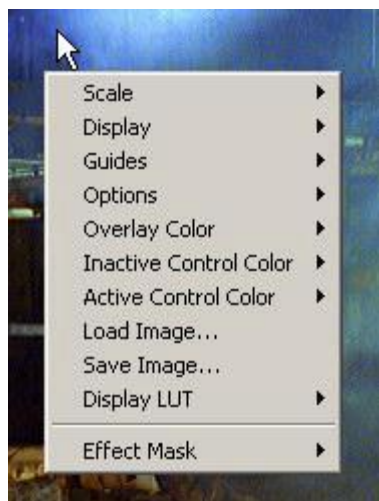 Scale
Display
Guides
Options
Overlay Color
Inactive Control Color
Active Control Color
Load Image...
Save Image...
Display LUT
Effect Mask